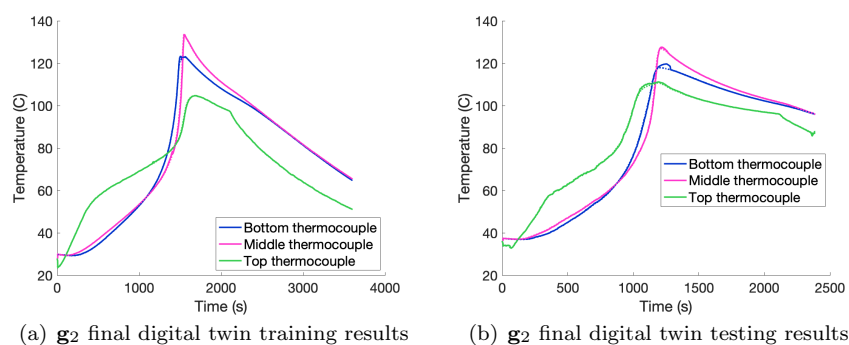 140
120
100
80
60
40
20
Temperature (C)
0
1000
2000
3000
4000
Time (s)
Bottom thermocouple
Middle thermocouple
Top thermocouple
(a) g2 final digital twin training results
140
120
100
80
60
40
20
Temperature (C)
0
500
1000
1500
2000
2500
Time (s)
Bottom thermocouple
Middle thermocouple
Top thermocouple
(b) g2 final digital twin testing results